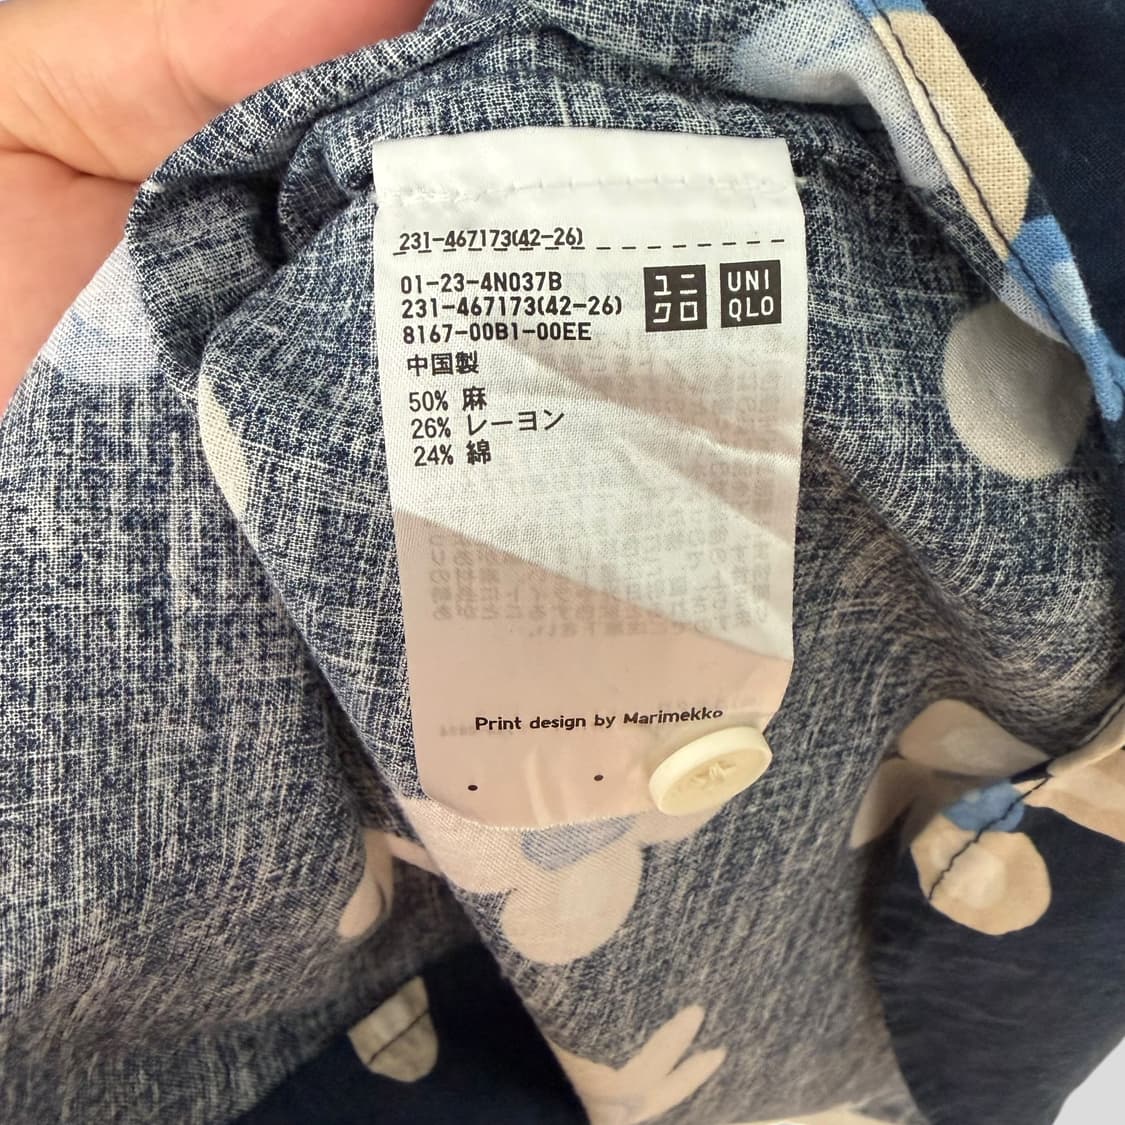 231-467173(42-26)
01-23-4N037B
231-467173(42-26)
8167-00B1-00EE
ユニ
クロ
UNI
QLO
中国製
50% 麻
26% レーヨン
24% 綿
Print design by Marimekko